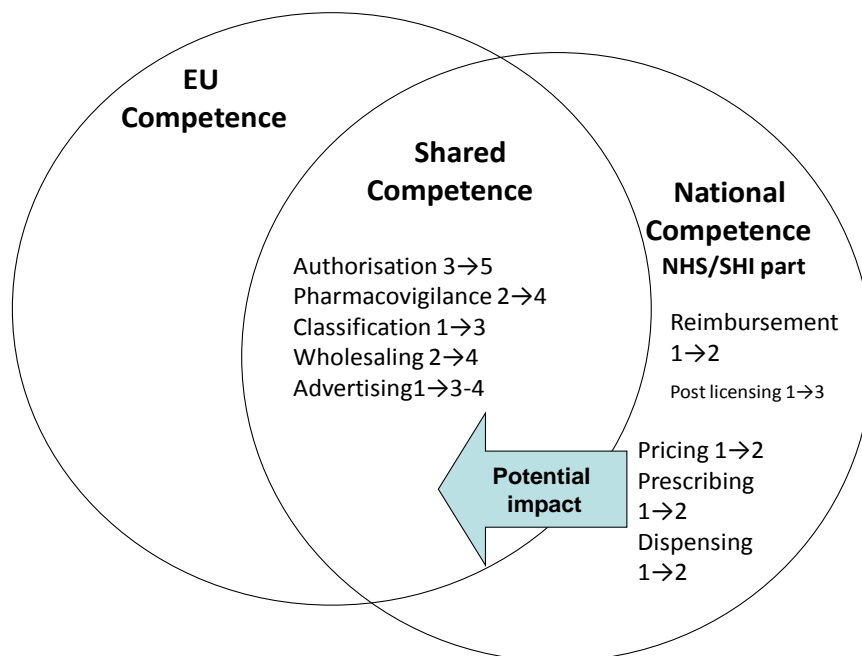 EU
Competence
Shared
Competence
National
Competence
NHS/SHI part
Authorisation 3→5
Pharmacovigilance 2→4
Classification 1→3
Wholesaling 2→4
Advertising1→3-4
Reimbursement
1→2
Post licensing 1→3
Potential
impact
Pricing 1→2
Prescribing
1→2
Dispensing
1→2